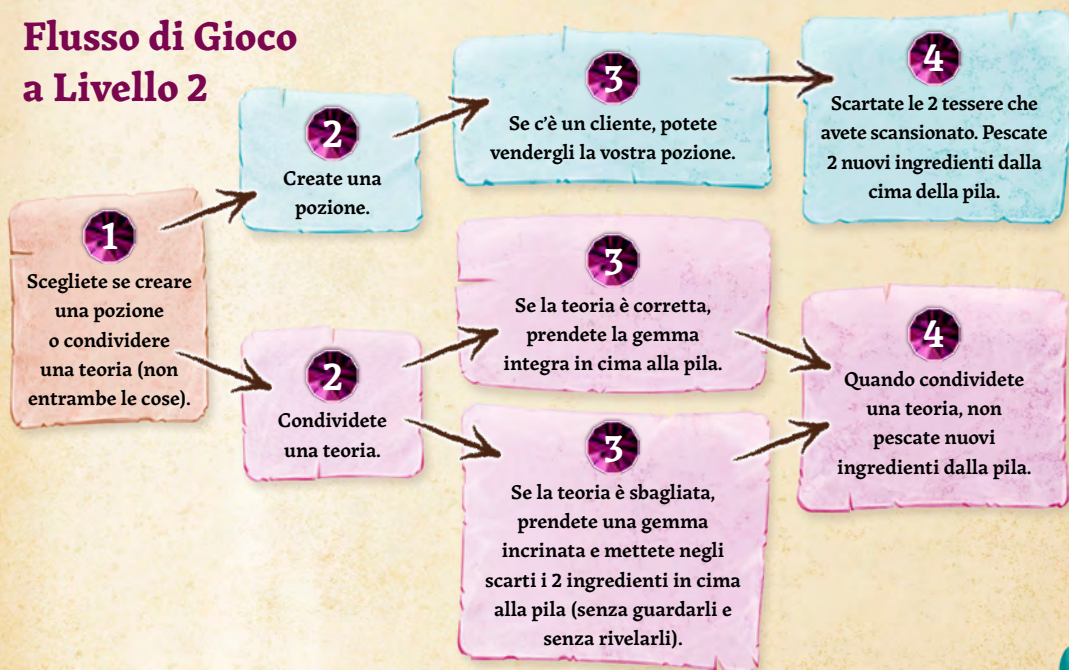 Flusso di Gioco
a Livello 2
1
Scegliete se creare
una pozione
o condividere
una teoria (non
entrambe le cose).
2
Create una
pozione.
3
Se c'è un cliente, potete
vendergli la vostra pozione.
4
Scartate le 2 tessere che
avete scansionato. Pescate
2 nuovi ingredienti dalla
cima della pila.
2
Condividete
una teoria.
3
Se la teoria è corretta,
prendete la gemma
integra in cima alla pila.
3
Se la teoria è sbagliata,
prendete una gemma
incrinata e mettete negli
scarti i 2 ingredienti in cima
alla pila (senza guardarli e
senza rivelarli).
4
Quando condividete
una teoria, non
pescate nuovi
ingredienti dalla pila.